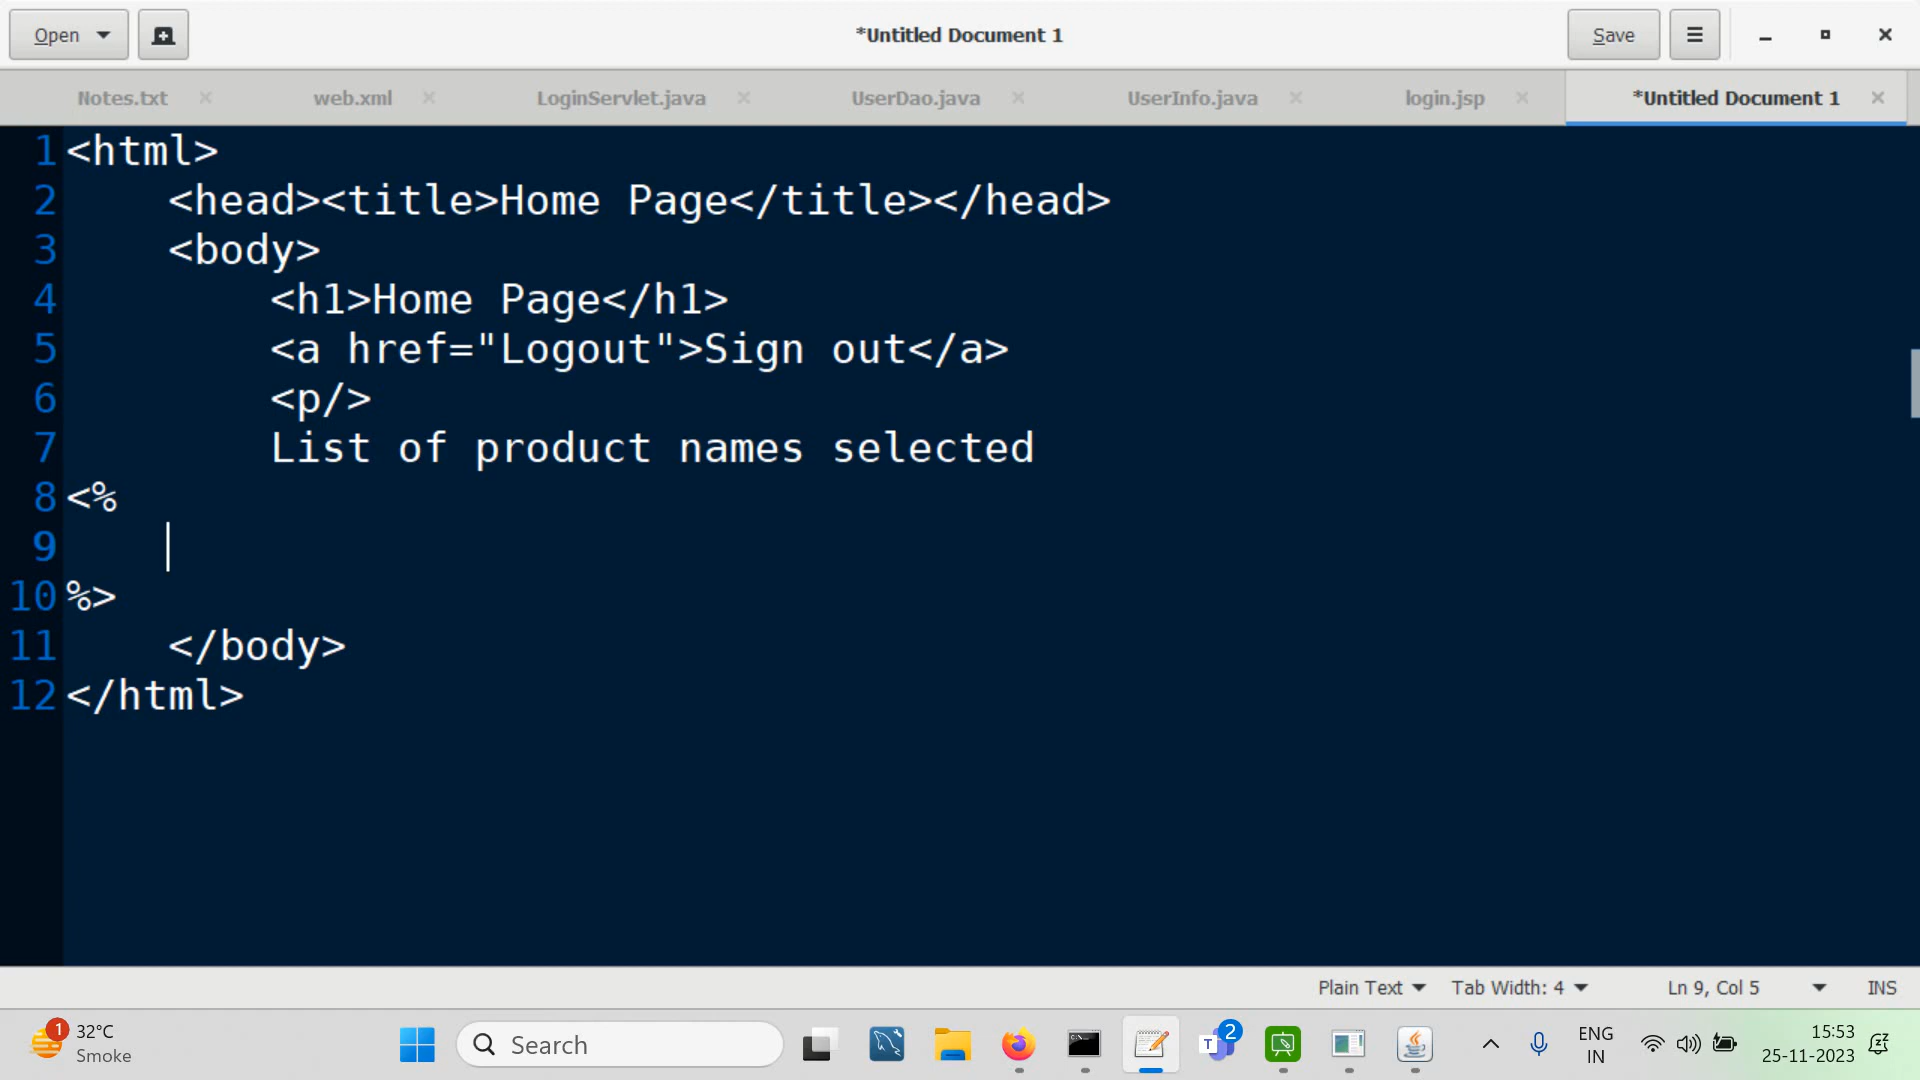 Open
*Untitled Document 1
Save
Notes.txt
web.xml
LoginServlet.java
UserDao.java
UserInfo.java
login.jsp
*Untitled Document 1
1 <html>
2 <head><title>Home Page</title></head>
3 <body>
4 <h1>Home Page</h1>
5 <a href="Logout">Sign out</a>
6 <p/>
7 List of product names selected
8 <%
9
10 %>
11 </body>
12 </html>
Plain Text
Tab Width: 4
Ln 9, Col 5
INS
1
32°C
Smoke
Search
T
2
ENG
IN
15:53
25-11-2023